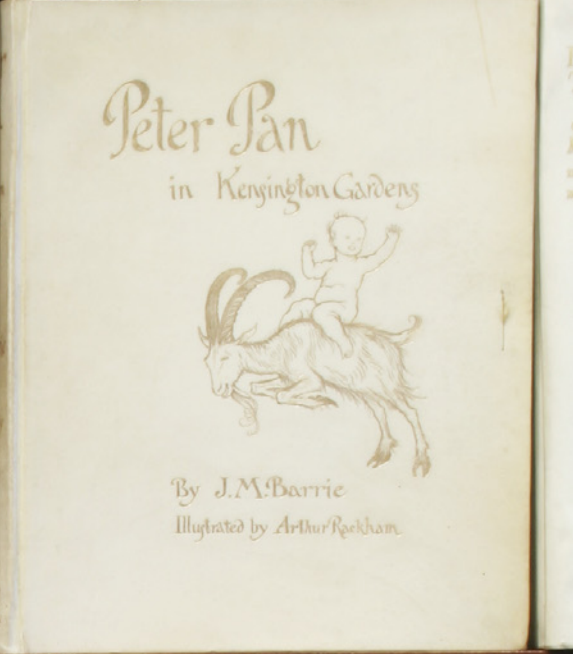 Peter Pan
in Kensington Gardens
By J. M. Barrie
Illustrated by Arthur Rackham